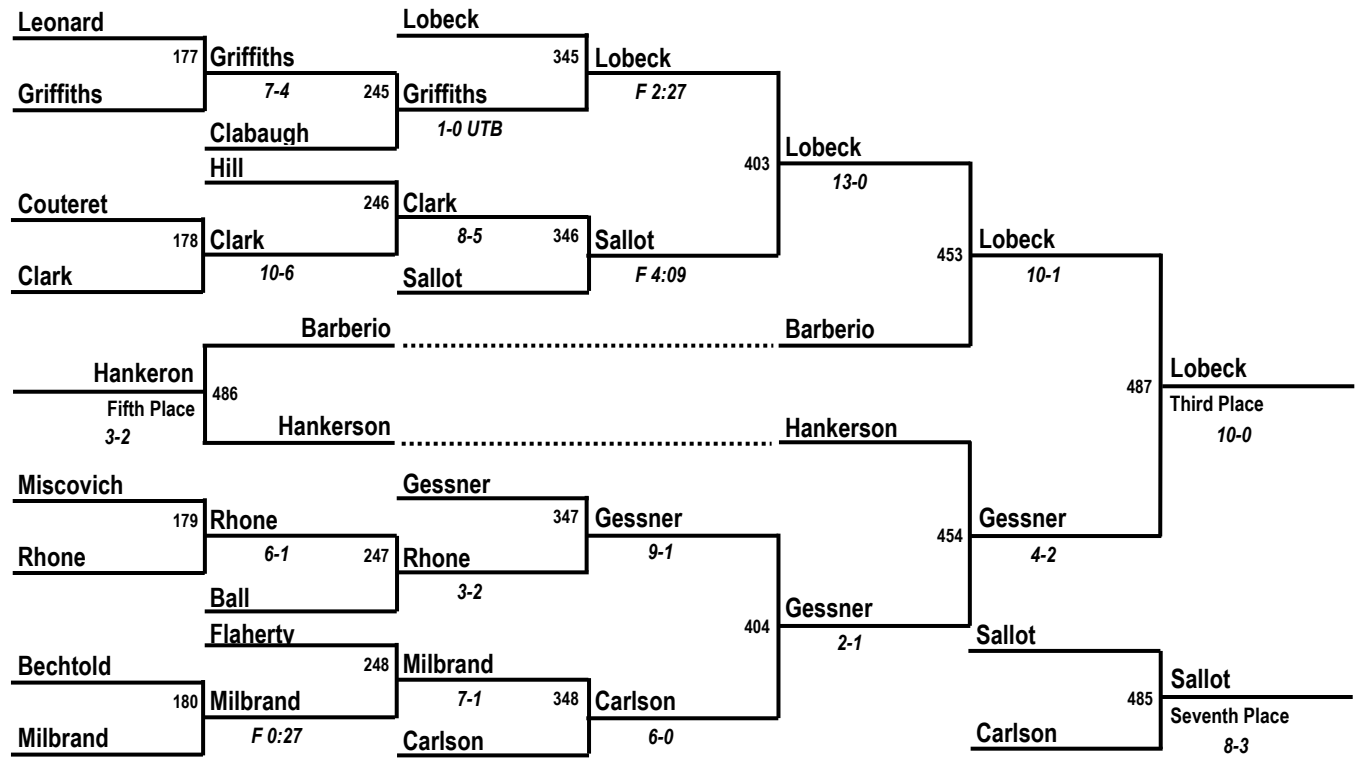 Leonard
Lobeck
177
Griffiths
345
Lobeck
Griffiths
7-4
245
Griffiths
F 2:27
Clabaugh
1-0 UTB
Hill
403
Lobeck
13-0
Couteret
246
Clark
178
Clark
8-5
346
Sallot
453
Lobeck
Clark
10-6
Sallot
F 4:09
10-1
Barberio
Barberio
Hankeron
486
487
Lobeck
Fifth Place
Third Place
3-2
Hankerson
Hankerson
10-0
Miscovich
Gessner
179
Rhone
347
Gessner
454
Gessner
Rhone
6-1
247
Rhone
9-1
4-2
Ball
3-2
Gessner
Flaherty
404
2-1
Sallot
Bechtold
248
Milbrand
Sallot
180
Milbrand
7-1
348
Carlson
485
Seventh Place
Milbrand
F 0:27
Carlson
6-0
Carlson
8-3